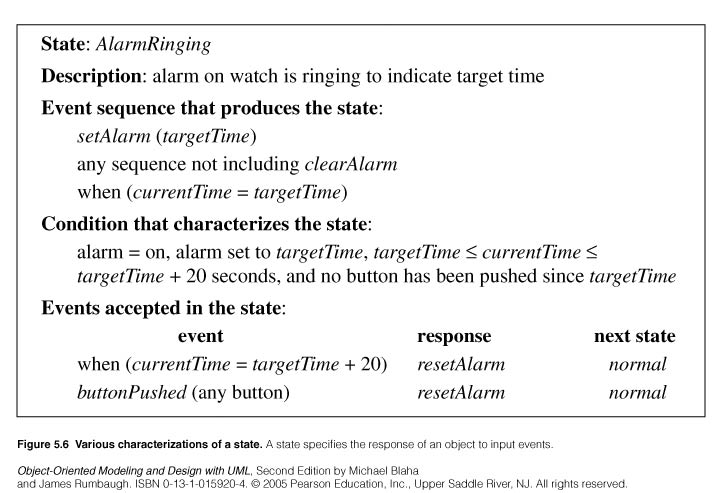 State: AlarmRinging
Description: alarm on watch is ringing to indicate target time
Event sequence that produces the state:
setAlarm (targetTime)
any sequence not including clearAlarm
when (currentTime = targetTime)
Condition that characterizes the state:
alarm = on, alarm set to targetTime, targetTime ≤ currentTime ≤
targetTime + 20 seconds, and no button has been pushed since targetTime
Events accepted in the state:
event response next state
when (currentTime = targetTime + 20) resetAlarm normal
buttonPushed (any button) resetAlarm normal
Figure 5.6 Various characterizations of a state. A state specifies the response of an object to input events.
Object-Oriented Modeling and Design with UML, Second Edition by Michael Blaha
and James Rumbaugh. ISBN 0-13-1-015920-4. © 2005 Pearson Education, Inc., Upper Saddle River, NJ. All rights reserved.